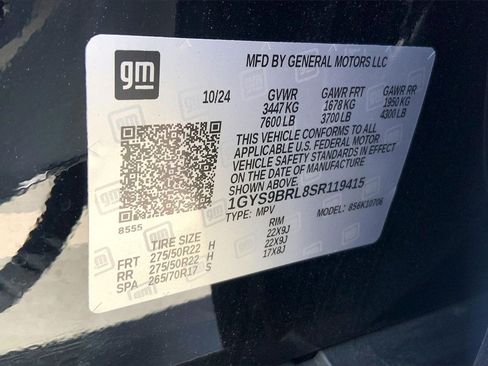 gm
MFD BY GENERAL MOTORS LLC
10/24 GVWR GAWR FRT GAWR RR
3447 KG 1678 KG 1950 KG
7600 LB 3700 LB 4300 LB
THIS VEHICLE CONFORMS TO ALL
APPLICABLE U.S. FEDERAL MOTOR
VEHICLE SAFETY STANDARDS IN EFFECT
ON THE DATE OF MANUFACTURE
SHOWN ABOVE.
1GYS9BRL8SR119415
TYPE: MPV MODEL: 8S6K10706
8555
TIRE SIZE RIM
FRT 275/50R22 H 22X9J
RR 275/50R22 H 22X9J
SPA 265/70R17 S 17X8J